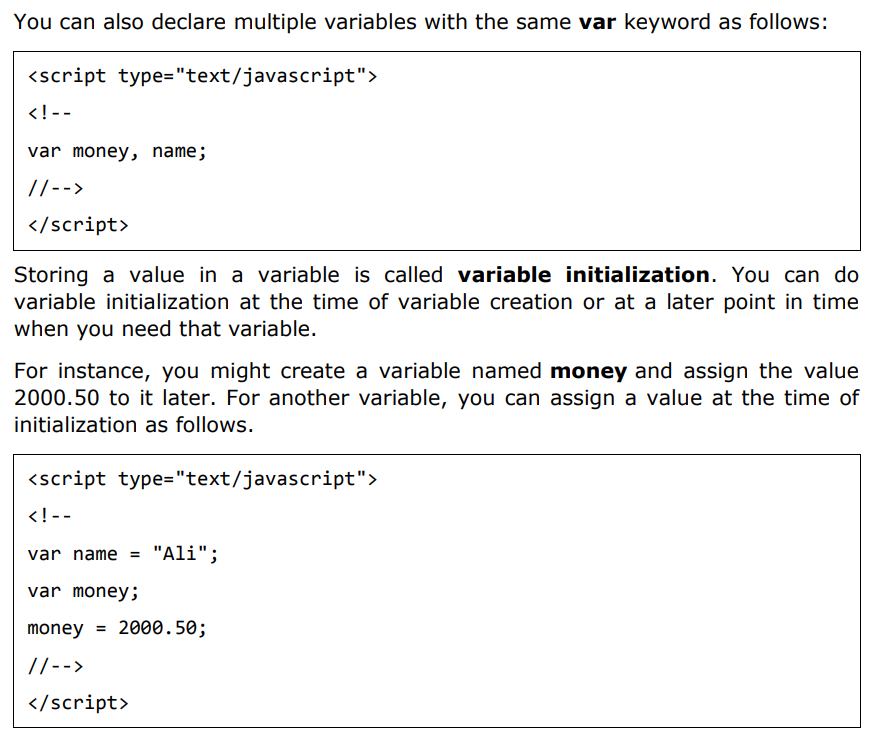 You can also declare multiple variables with the same var keyword as follows:
<script type="text/javascript">
<!--
var money, name;
//-->
</script>
Storing a value in a variable is called variable initialization. You can do
variable initialization at the time of variable creation or at a later point in time
when you need that variable.
For instance, you might create a variable named money and assign the value
2000.50 to it later. For another variable, you can assign a value at the time of
initialization as follows.
<script type="text/javascript">
<!--
var name = "Ali";
var money;
money = 2000.50;
//-->
</script>